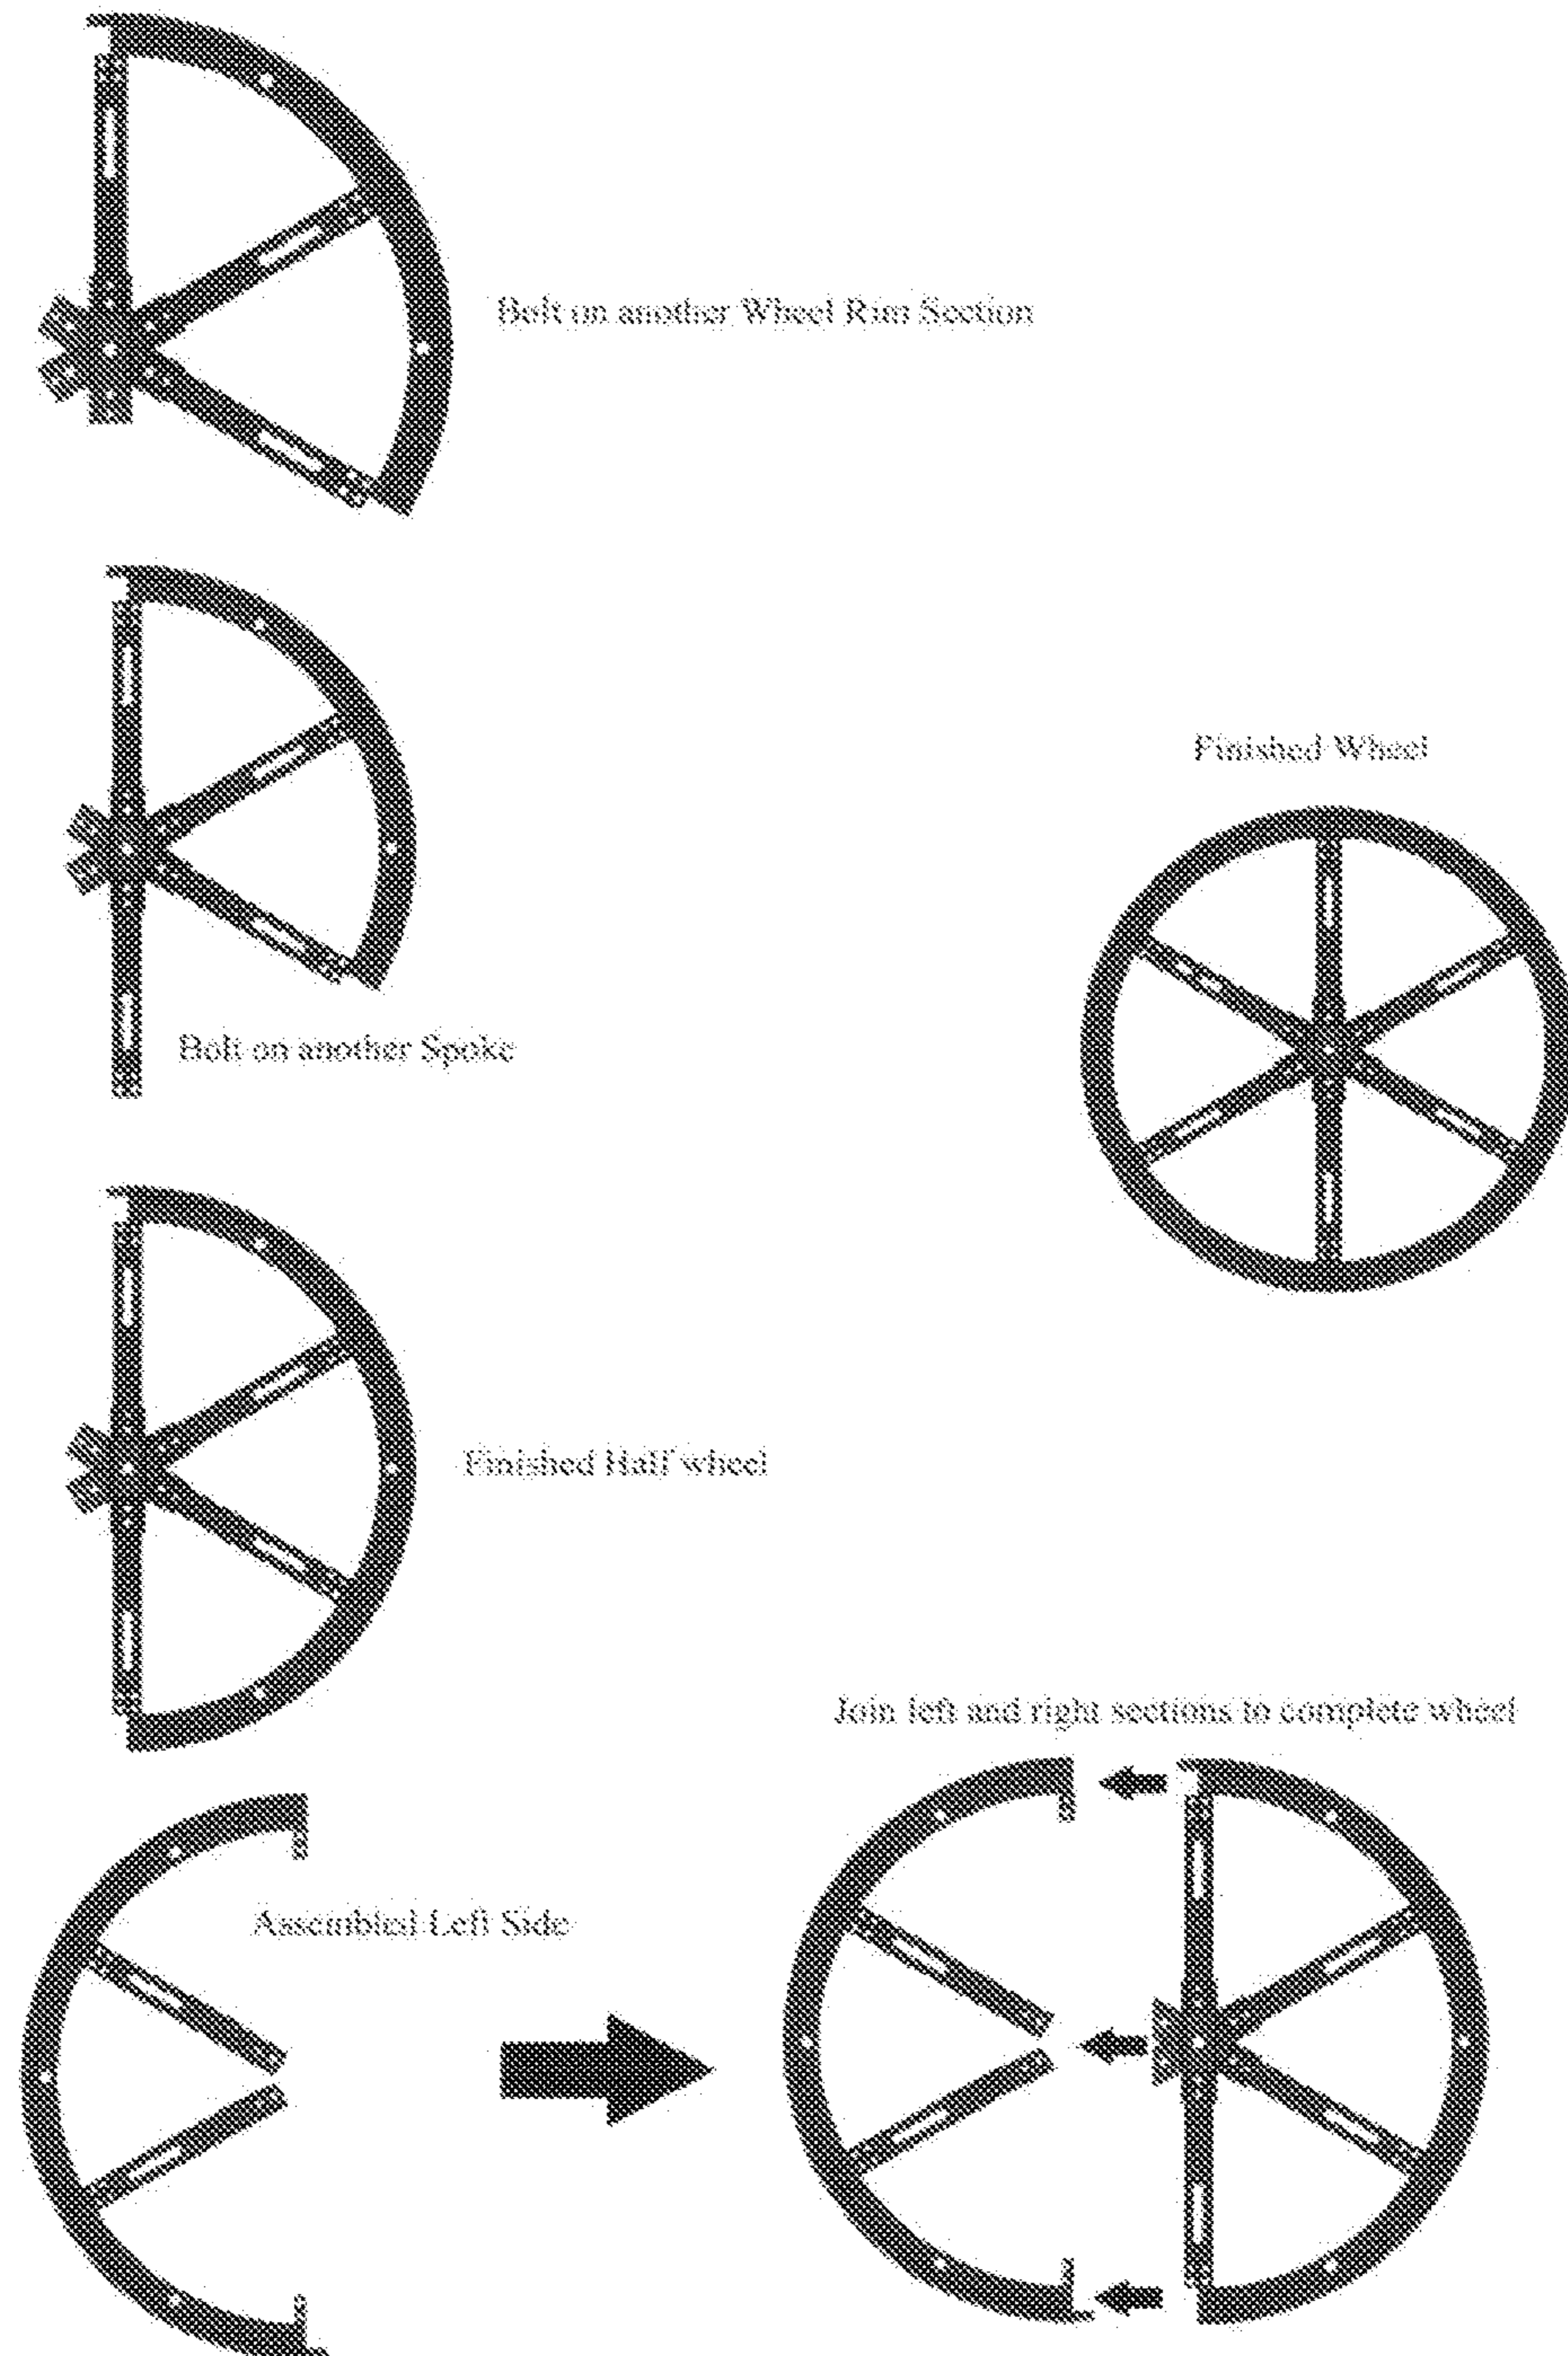 Bolt on another Wheel Rim Section
Finished Wheel
Bolt on another Spoke
Finished Half wheel
Join left and right sections to complete wheel
Assembled Left Side